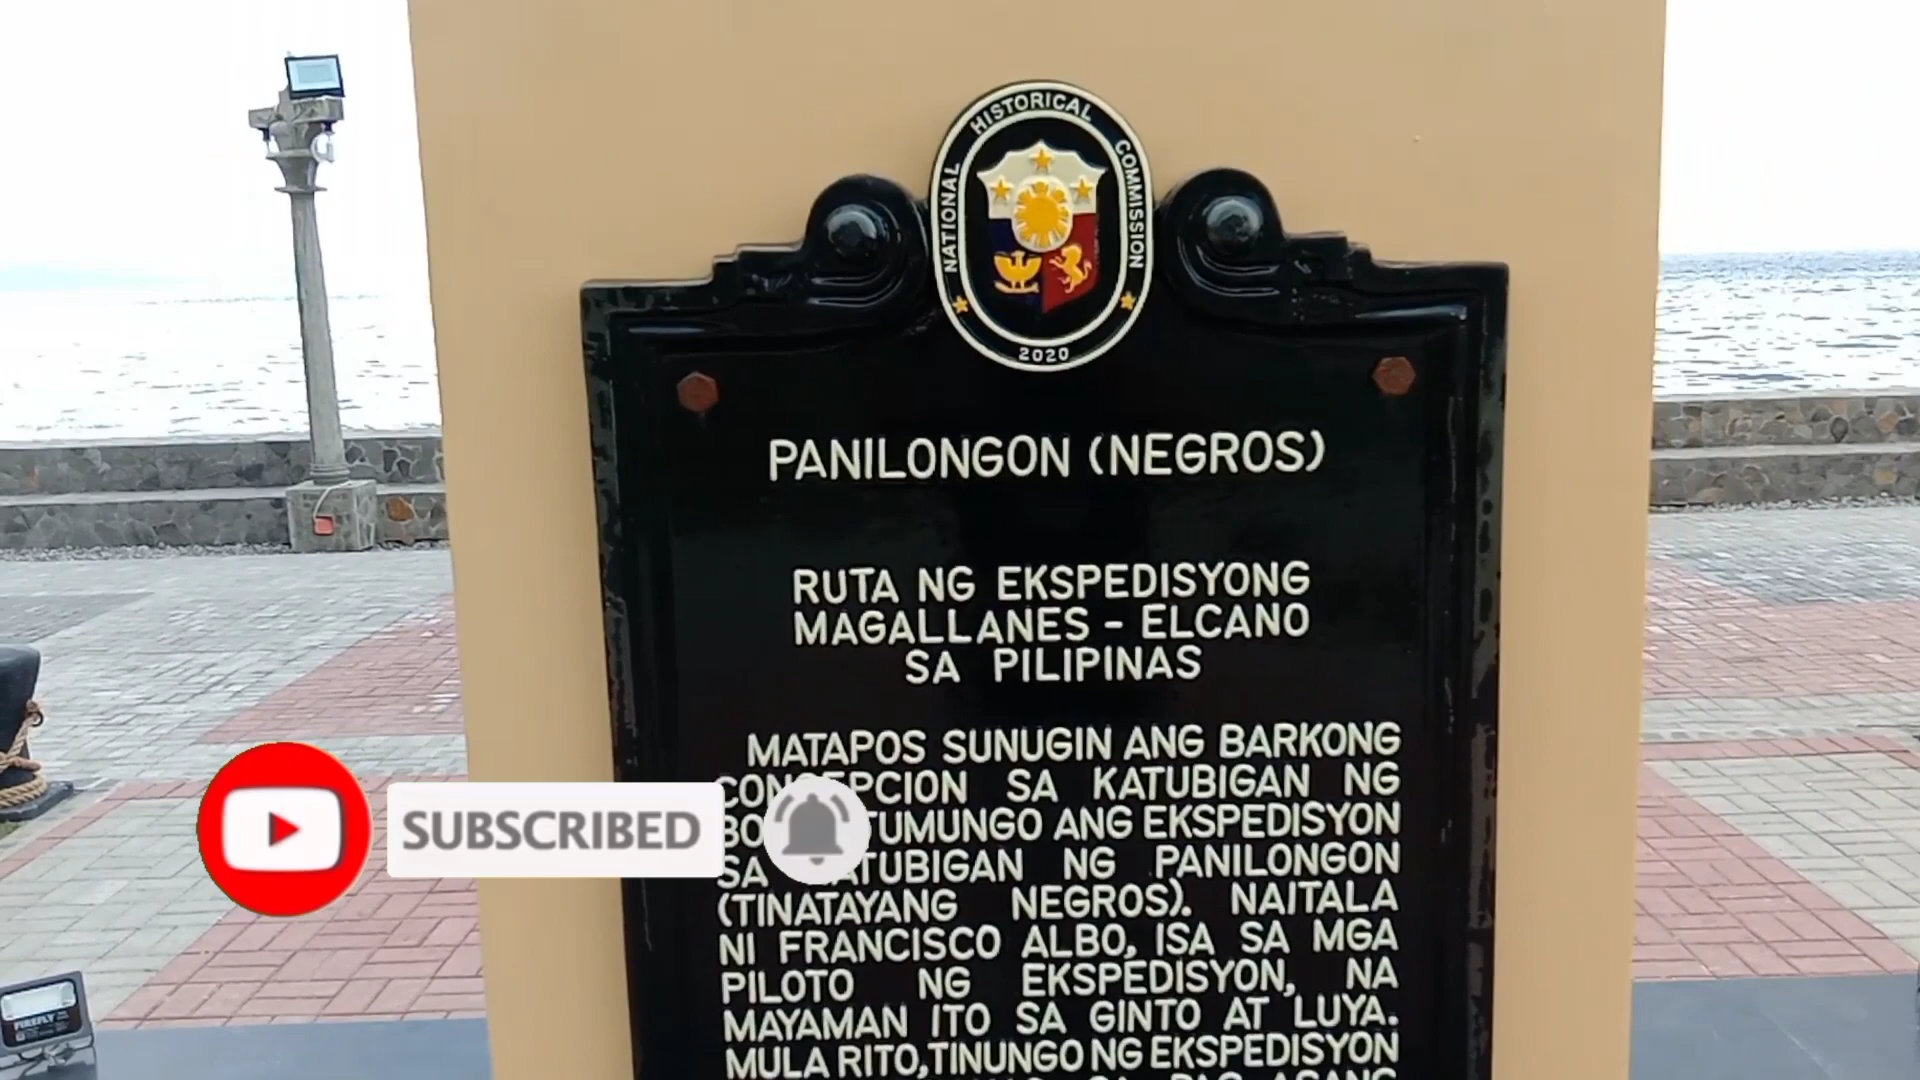 NATIONAL HISTORICAL COMMISSION
2020
PANILONGON (NEGROS)
RUTA NG EKSPEDISYONG
MAGALLANES - ELCANO
SA PILIPINAS
MATAPOS SUNUGIN ANG BARKONG
SA KATUBIGAN NG
TUMUNGO ANG EKSPEDISYON
SA NG PANILONGON
(TINATAYANG NEGROS). NAITALA
NI FRANCISCO ALBO, ISA SA MGA
PILOTO NG EKSPEDISYON, NA
MAYAMAN ITO SA GINTO AT LUYA.
MULA RITO, TINUNGO NG EKSPEDISYON
SUBSCRIBED
FIREFLY